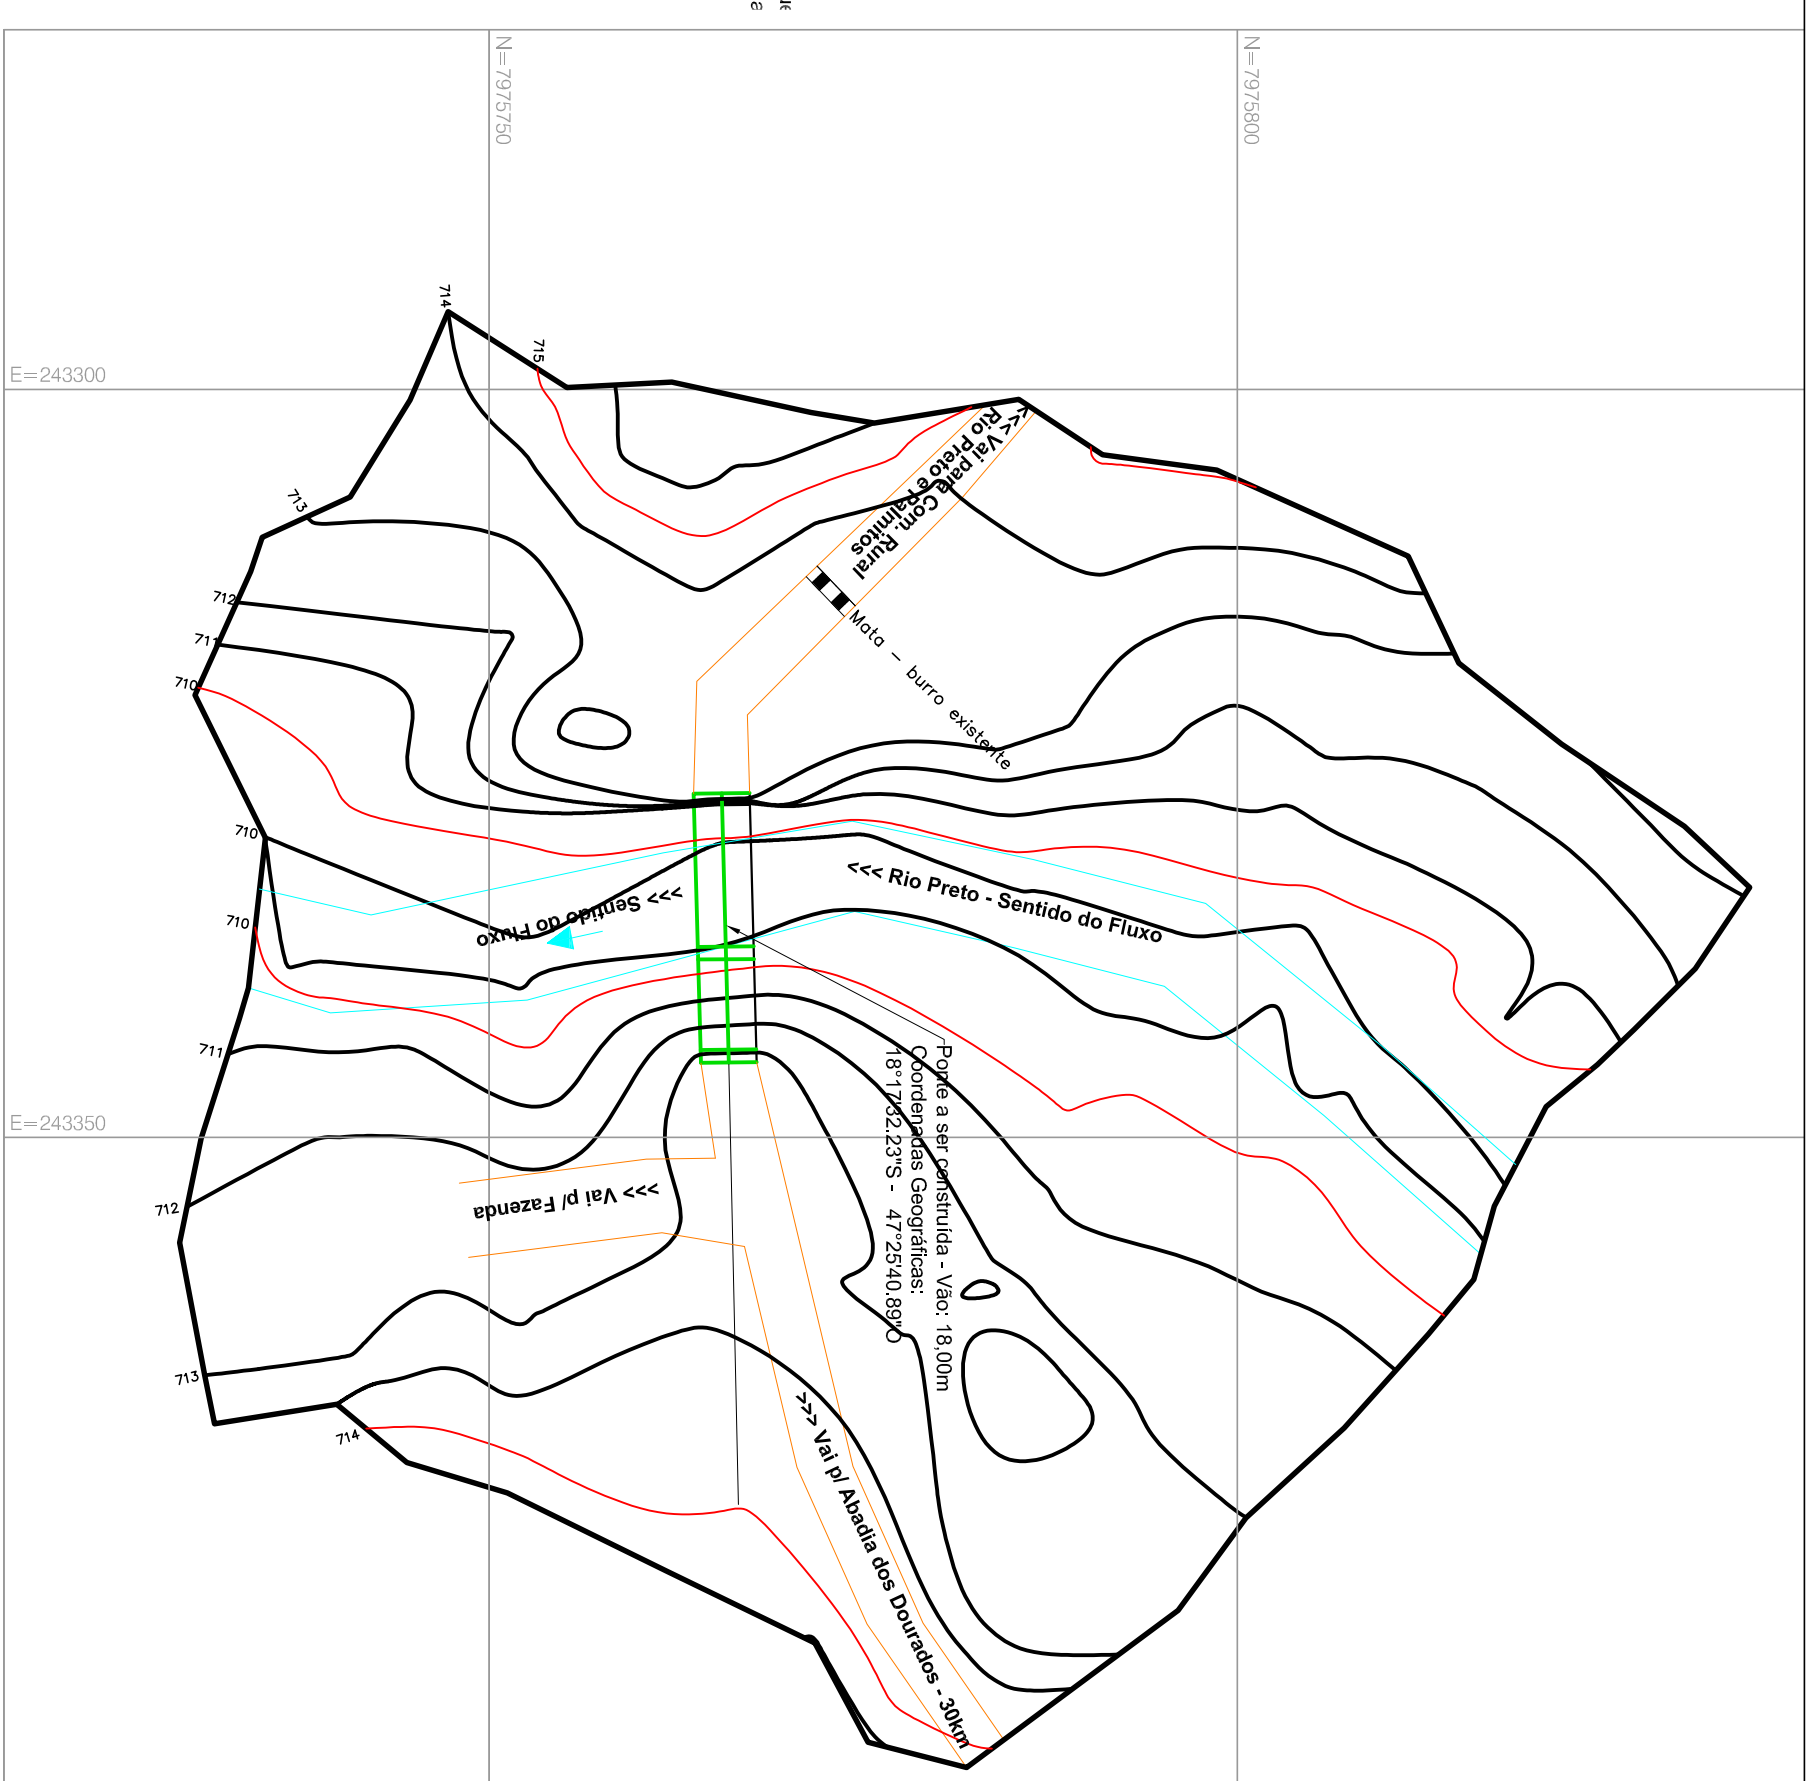 N=7975750
N=7975800
E=243300
E=243350
714
715
713
712
711
710
710
710
711
712
713
714
<<< Vai para Com. Rural
Rio Preto e Palmitos
Mata - burro existente
<<< Rio Preto - Sentido do Fluxo
>>> Sentido do Fluxo
Ponte a ser construída - Vão: 18,00m
Coordenadas Geográficas:
18°17'32.23"S - 47°25'40.89"O
>>> Vai p/ Fazenda
>>> Vai p/ Abadia dos Dourados - 30km